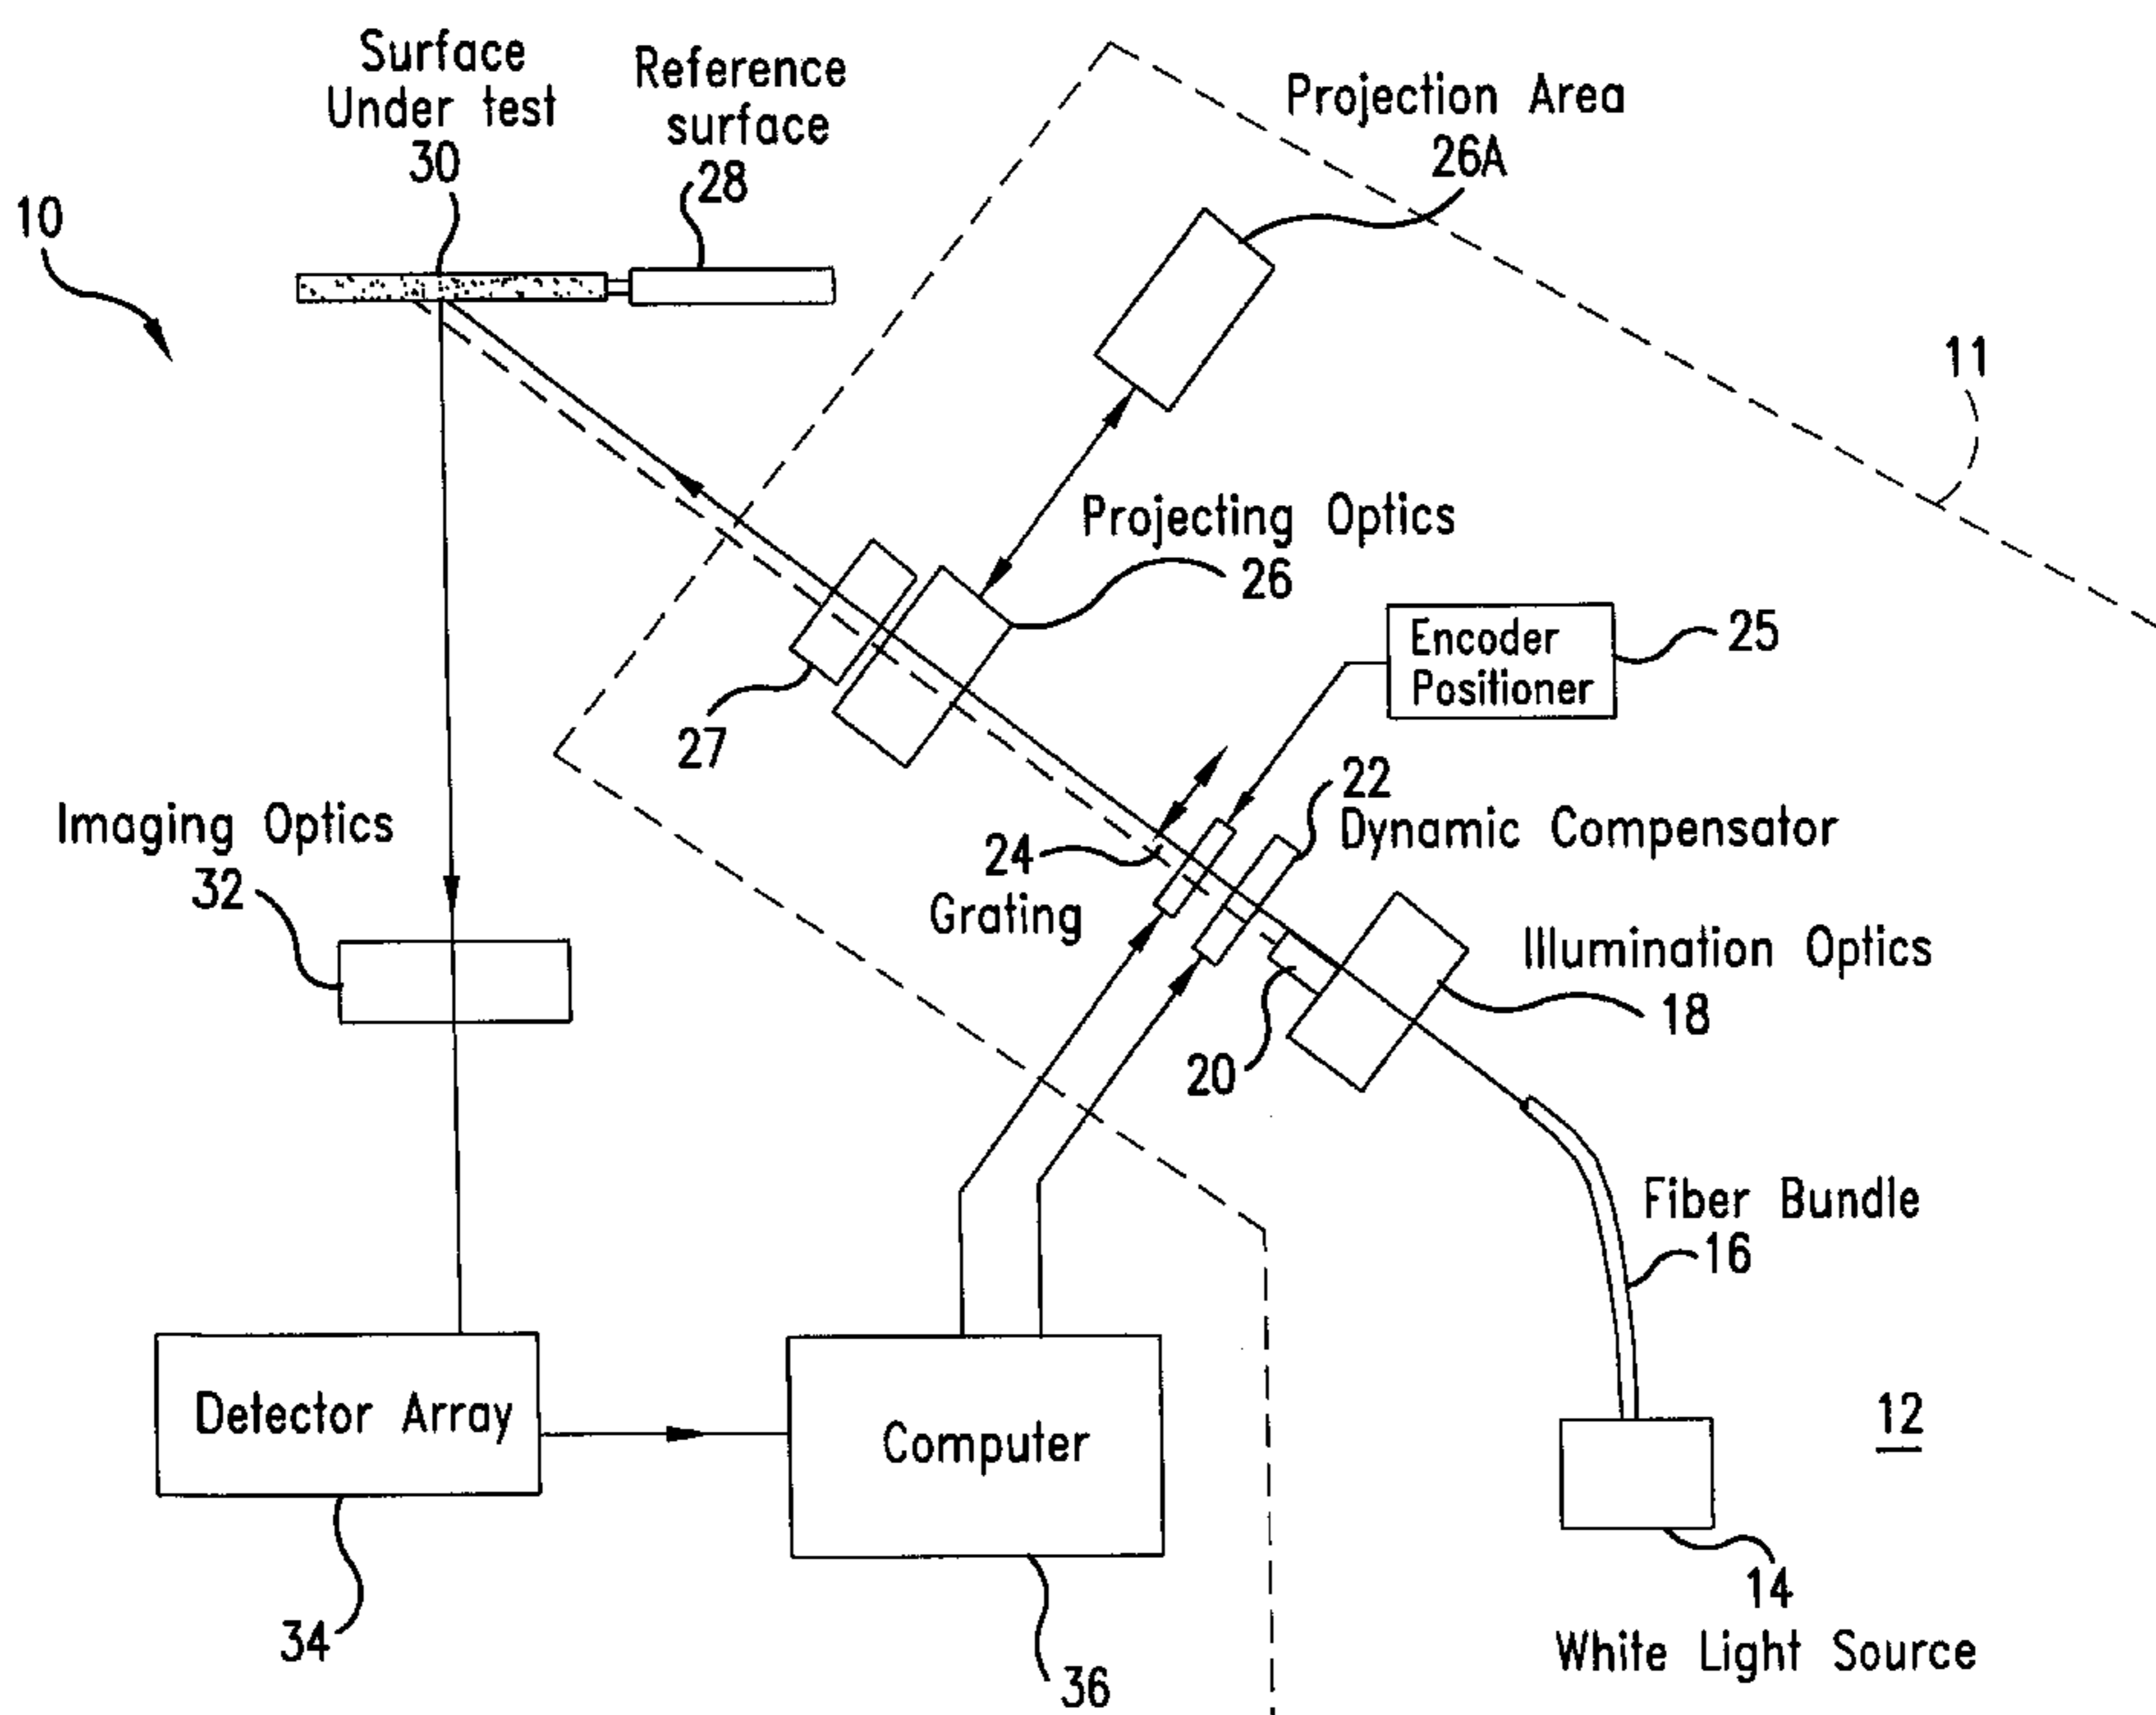 Surface
Under test
30
Reference
surface
28
Projection Area
26A
10
11
Projecting Optics
26
Encoder
Positioner
25
27
22
Dynamic Compensator
24
Grating
Imaging Optics
32
Illumination Optics
18
20
Fiber Bundle
16
Detector Array
Computer
12
34
36
14
White Light Source